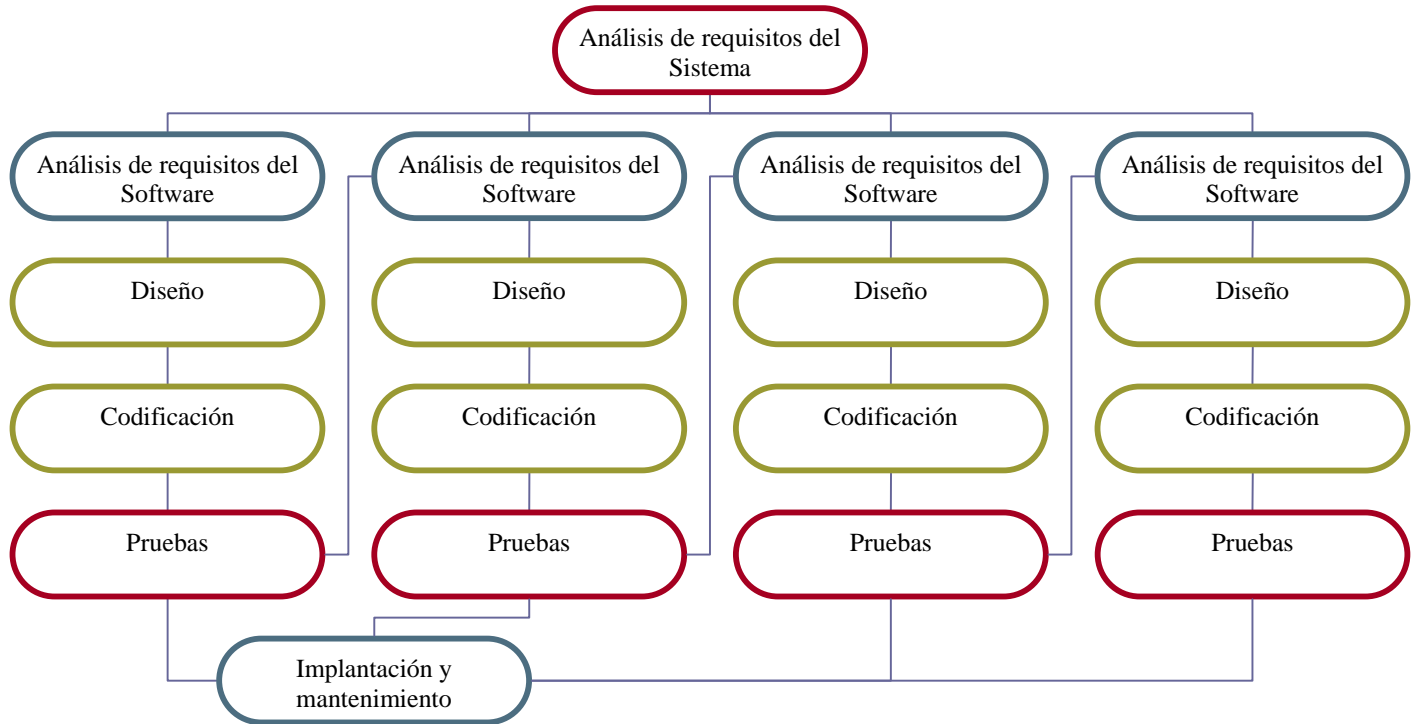 Análisis de requisitos del
Sistema
Análisis de requisitos del
Software
Análisis de requisitos del
Software
Análisis de requisitos del
Software
Análisis de requisitos del
Software
Diseño
Diseño
Diseño
Diseño
Codificación
Codificación
Codificación
Codificación
Pruebas
Pruebas
Pruebas
Pruebas
Implantación y
mantenimiento